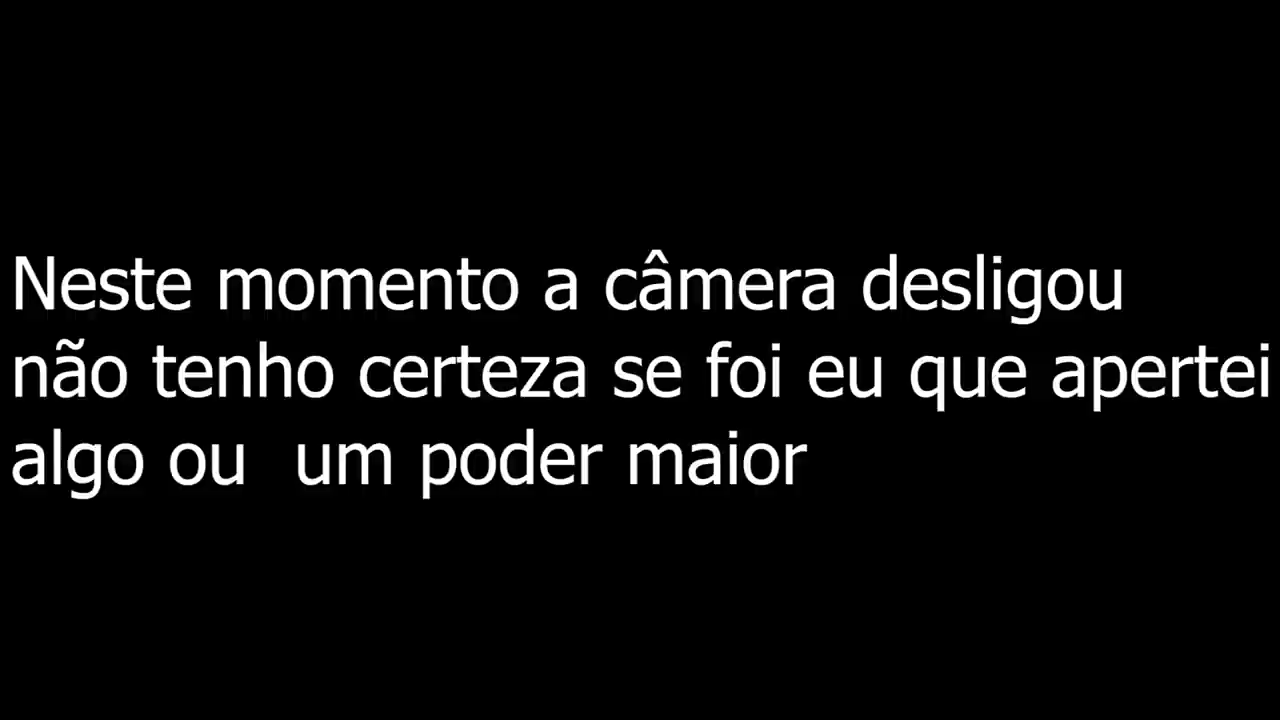 Neste momento a câmera desligou
não tenho certeza se foi eu que apertei
algo ou  um poder maior